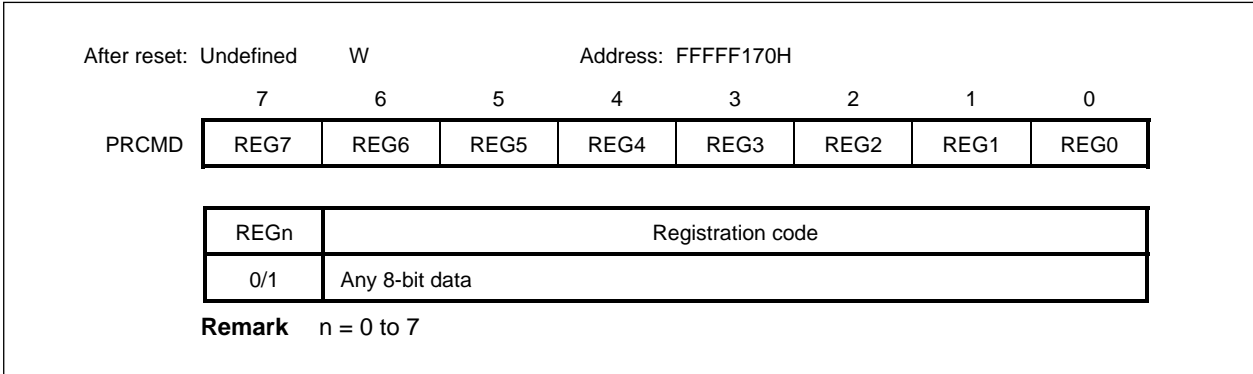 After reset: Undefined W Address: FFFFF170H
7 6 5 4 3 2 1 0
PRCMD REG7 REG6 REG5 REG4 REG3 REG2 REG1 REG0
REGn Registration code
0/1 Any 8-bit data
Remark n = 0 to 7